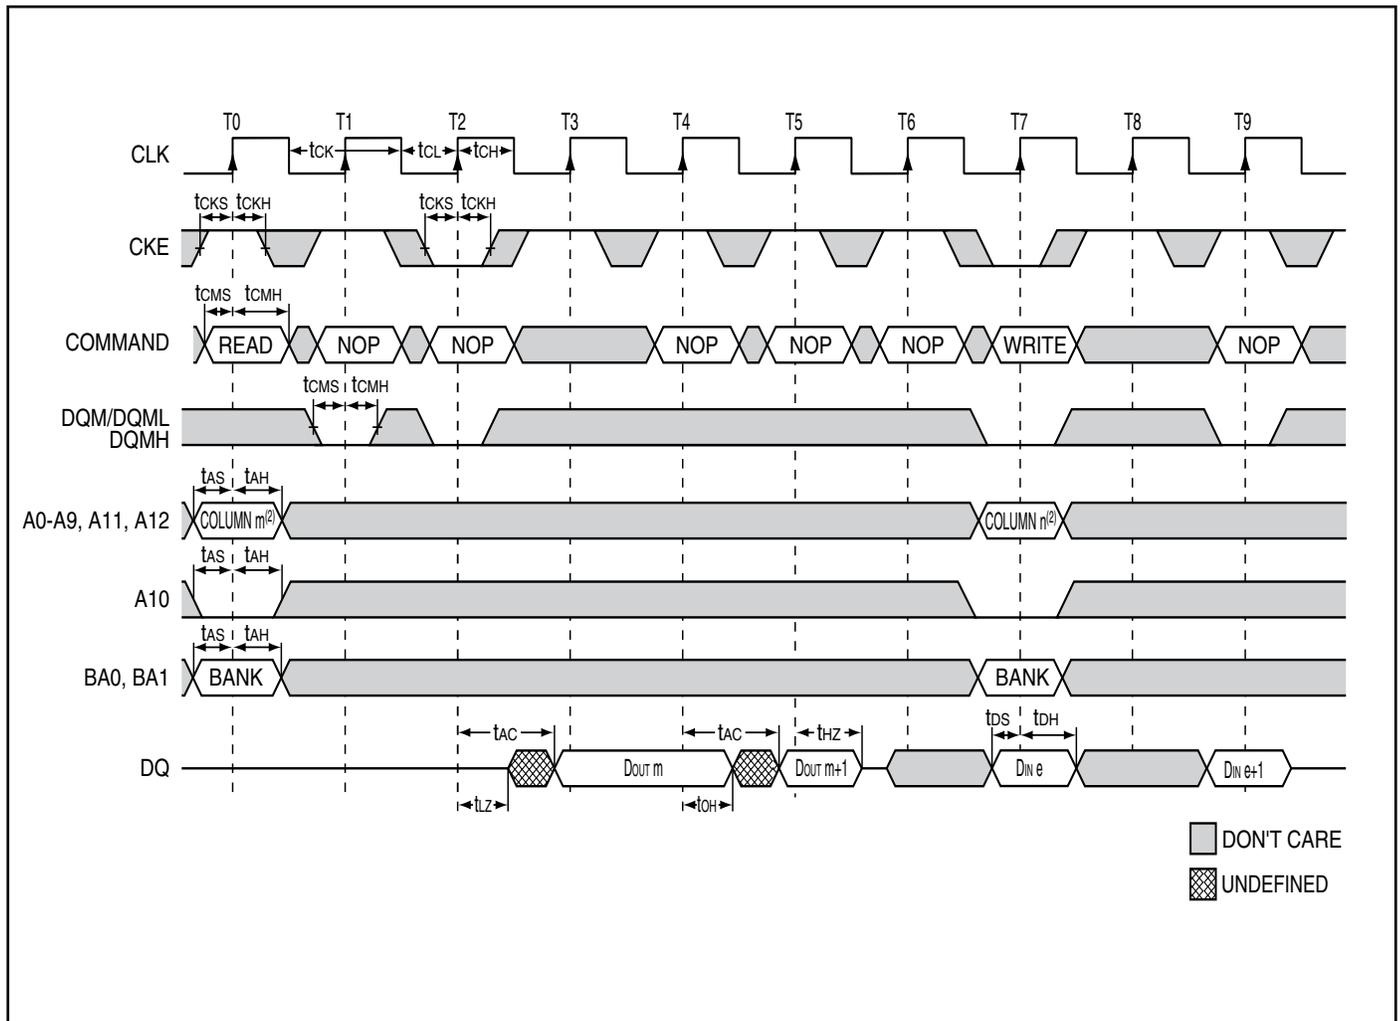 T0 T1 T2 T3 T4 T5 T6 T7 T8 T9
CLK tCK tCL tCH
tCKS tCKH tCKS tCKH
CKE
tCMS tCMH
COMMAND READ NOP NOP NOP NOP NOP WRITE NOP
tCMS tCMH
DQM/DQML
DQMH
tAS tAH
A0-A9, A11, A12 COLUMN m(2) COLUMN n(2)
tAS tAH
A10
tAS tAH
BA0, BA1 BANK BANK
tAC tAC tHZ tDS tDH
DQ DOUT m DOUT m+1 DIN e DIN e+1
tLZ tOH
DON'T CARE
UNDEFINED